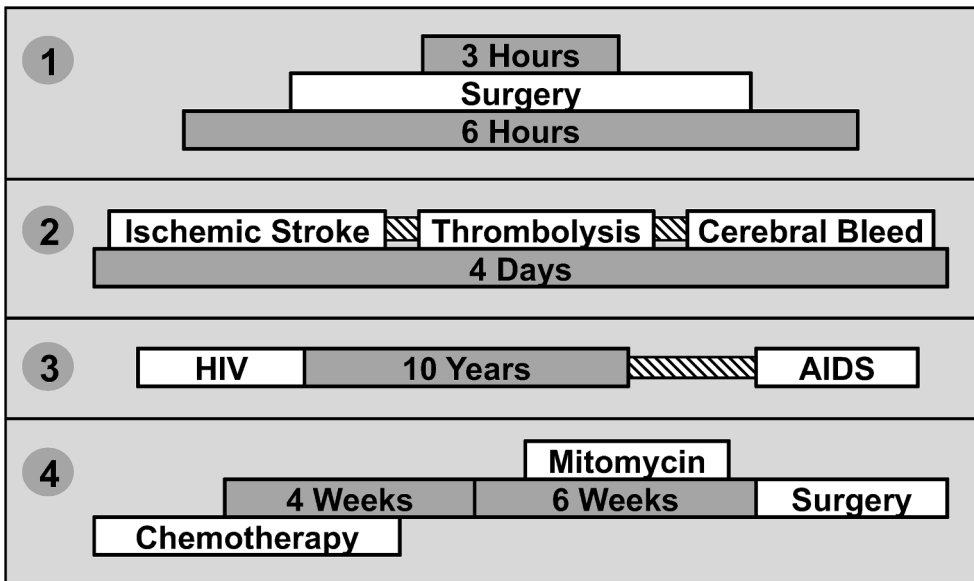 1
3 Hours
Surgery
6 Hours
2
Ischemic Stroke Thrombolysis Cerebral Bleed
4 Days
3
HIV 10 Years AIDS
4
Mitomycin
4 Weeks 6 Weeks Surgery
Chemotherapy